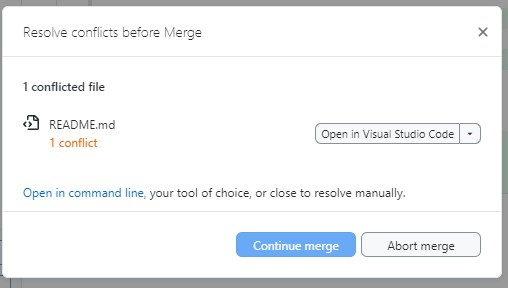 Resolve conflicts before Merge
1 conflicted file
README.md
1 conflict
Open in Visual Studio Code
Open in command line, your tool of choice, or close to resolve manually.
Continue merge
Abort merge